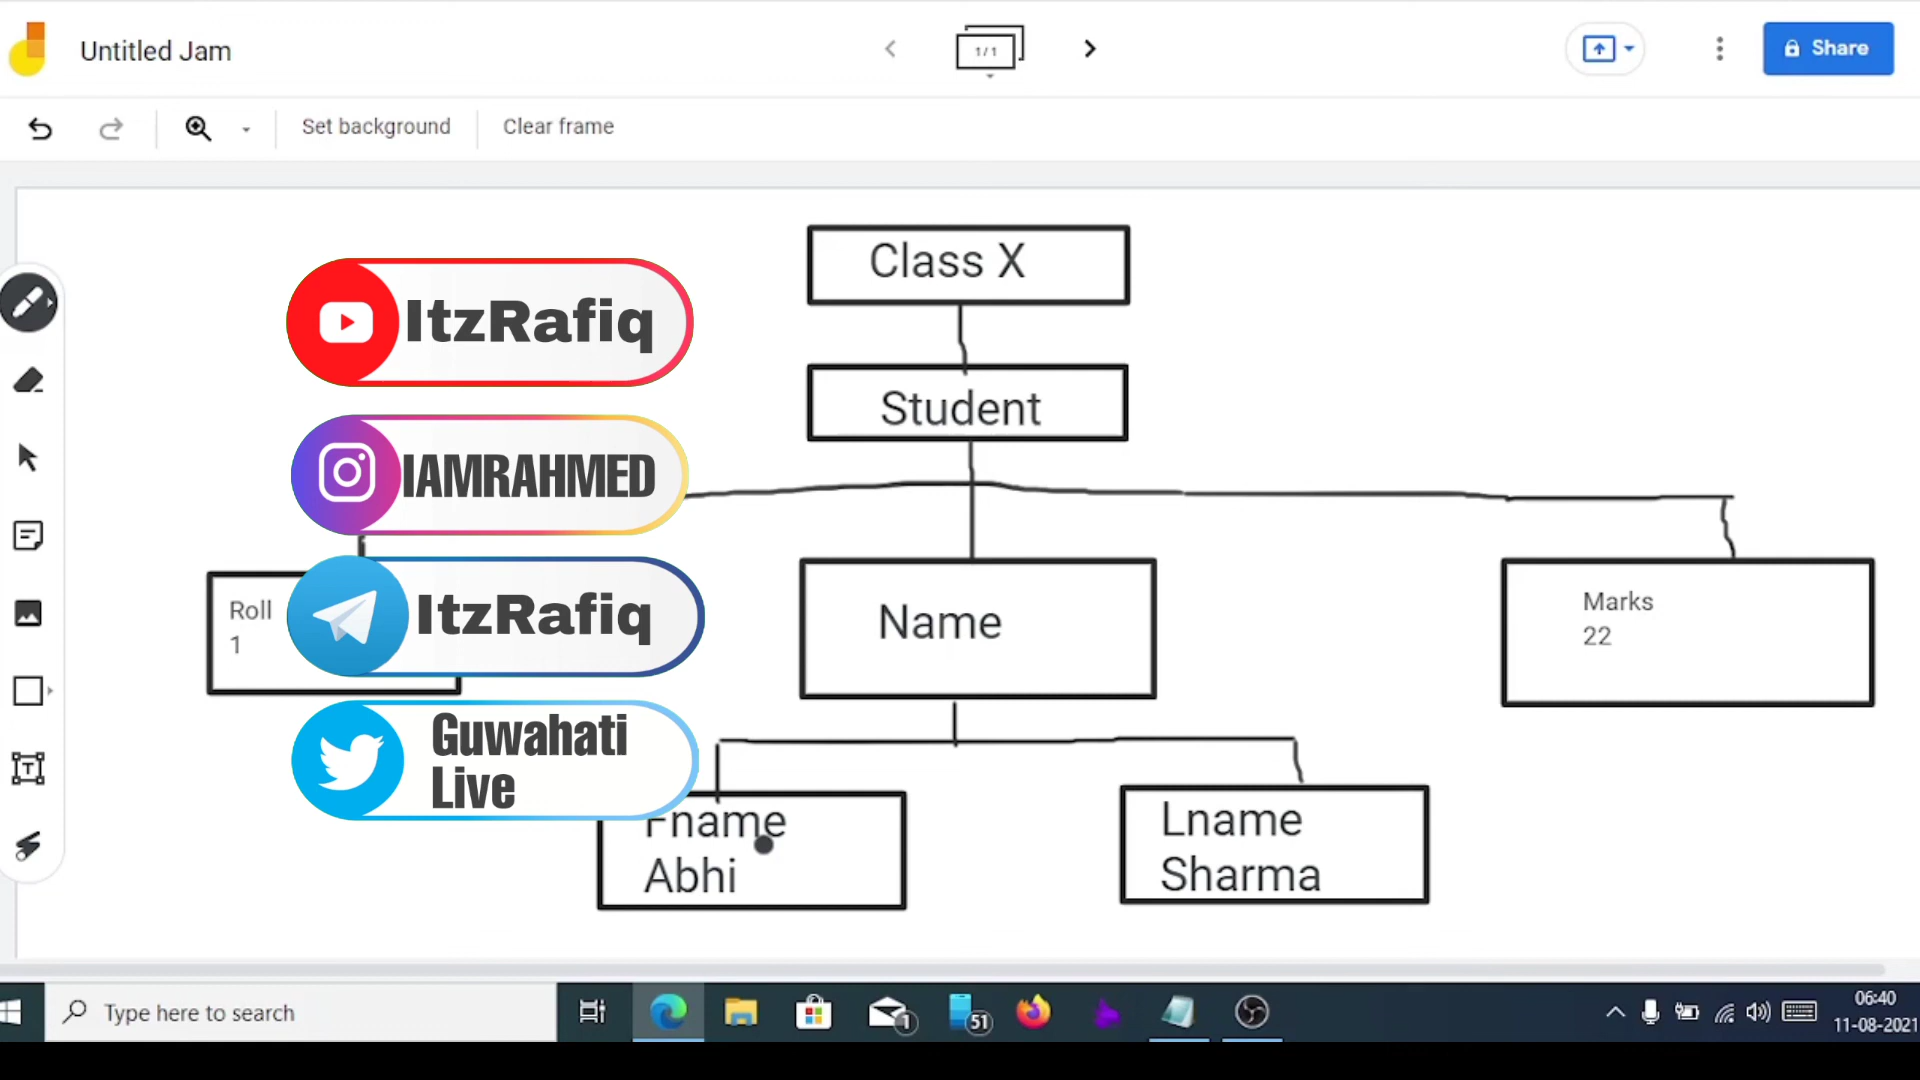 Untitled Jam
1/1
Share
Set background
Clear frame
Class X
ItzRafiq
Student
IAMRAHMED
Roll
1
ItzRafiq
Name
Marks
22
Guwahati
Live
Fname
Abhi
Lname
Sharma
Type here to search
1
51
06:40
11-08-2021